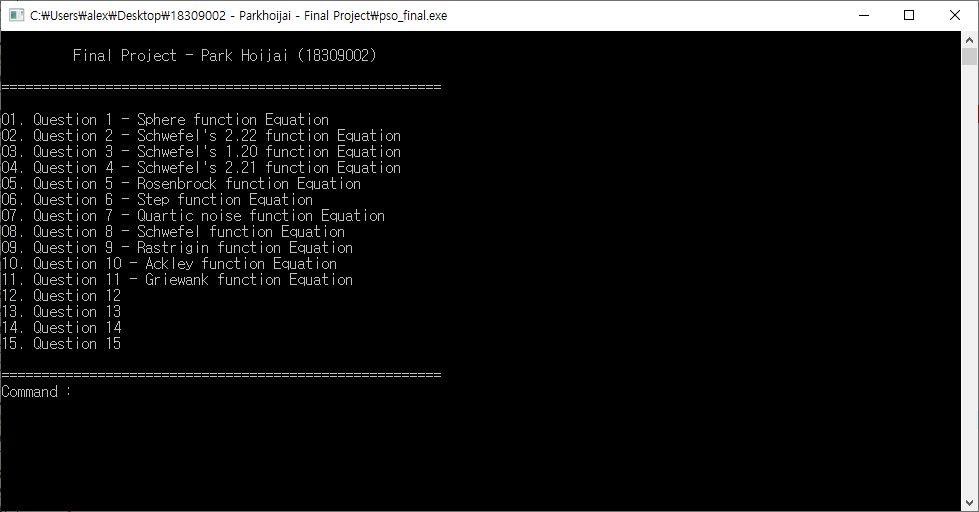 C:₩Users₩alex₩Desktop₩18309002 - Parkhoijai - Final Project₩pso_final.exe
Final Project - Park Hoijai (18309002)
=======================================================
01. Question 1 - Sphere function Equation
02. Question 2 - Schwefel's 2.22 function Equation
03. Question 3 - Schwefel's 1.20 function Equation
04. Question 4 - Schwefel's 2.21 function Equation
05. Question 5 - Rosenbrock function Equation
06. Question 6 - Step function Equation
07. Question 7 - Quartic noise function Equation
08. Question 8 - Schwefel function Equation
09. Question 9 - Rastrigin function Equation
10. Question 10 - Ackley function Equation
11. Question 11 - Griewank function Equation
12. Question 12
13. Question 13
14. Question 14
15. Question 15
=======================================================
Command :